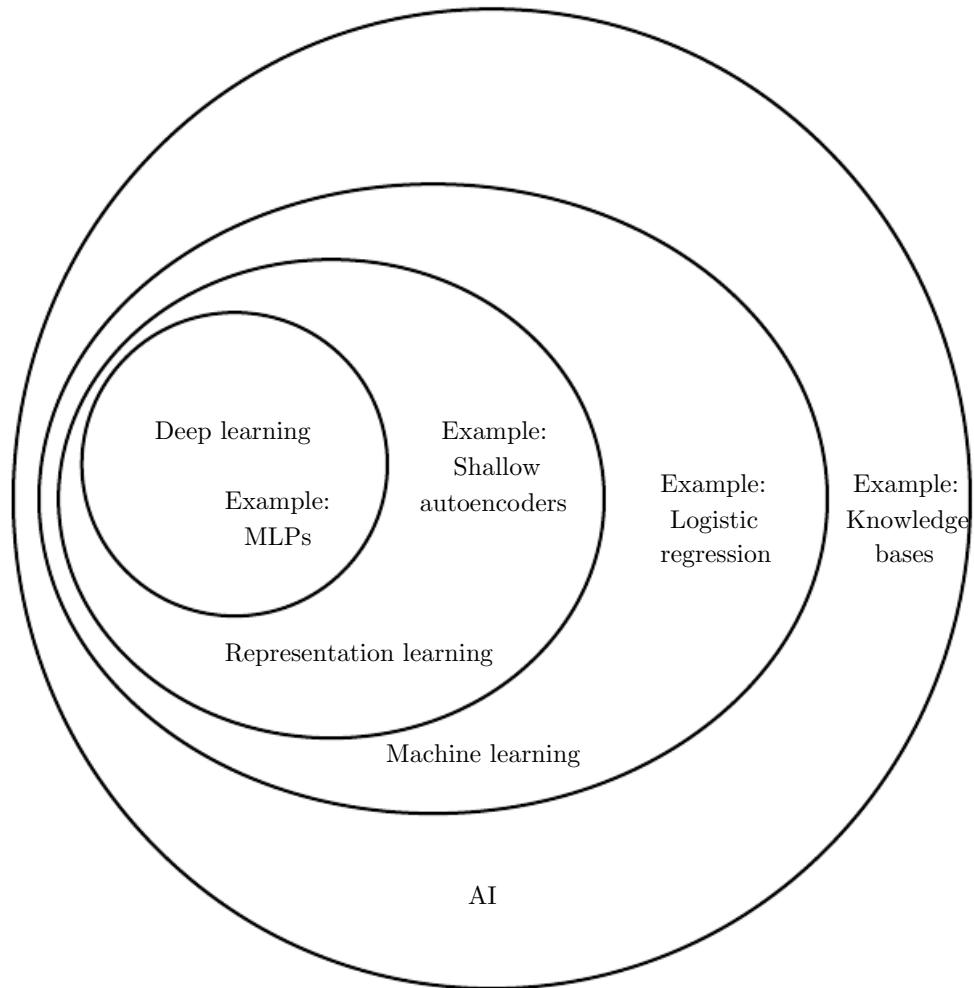 Deep learning
Example:
MLPs
Example:
Shallow
autoencoders
Example:
Logistic
regression
Example:
Knowledge
bases
Representation learning
Machine learning
AI